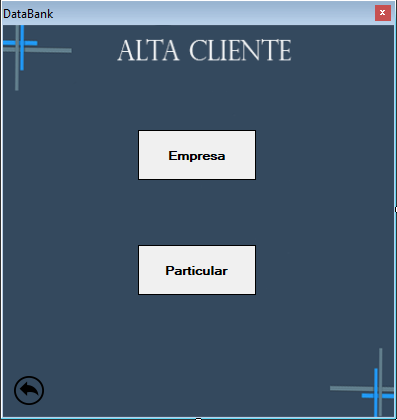 DataBank
ALTA CLIENTE
Empresa
Particular